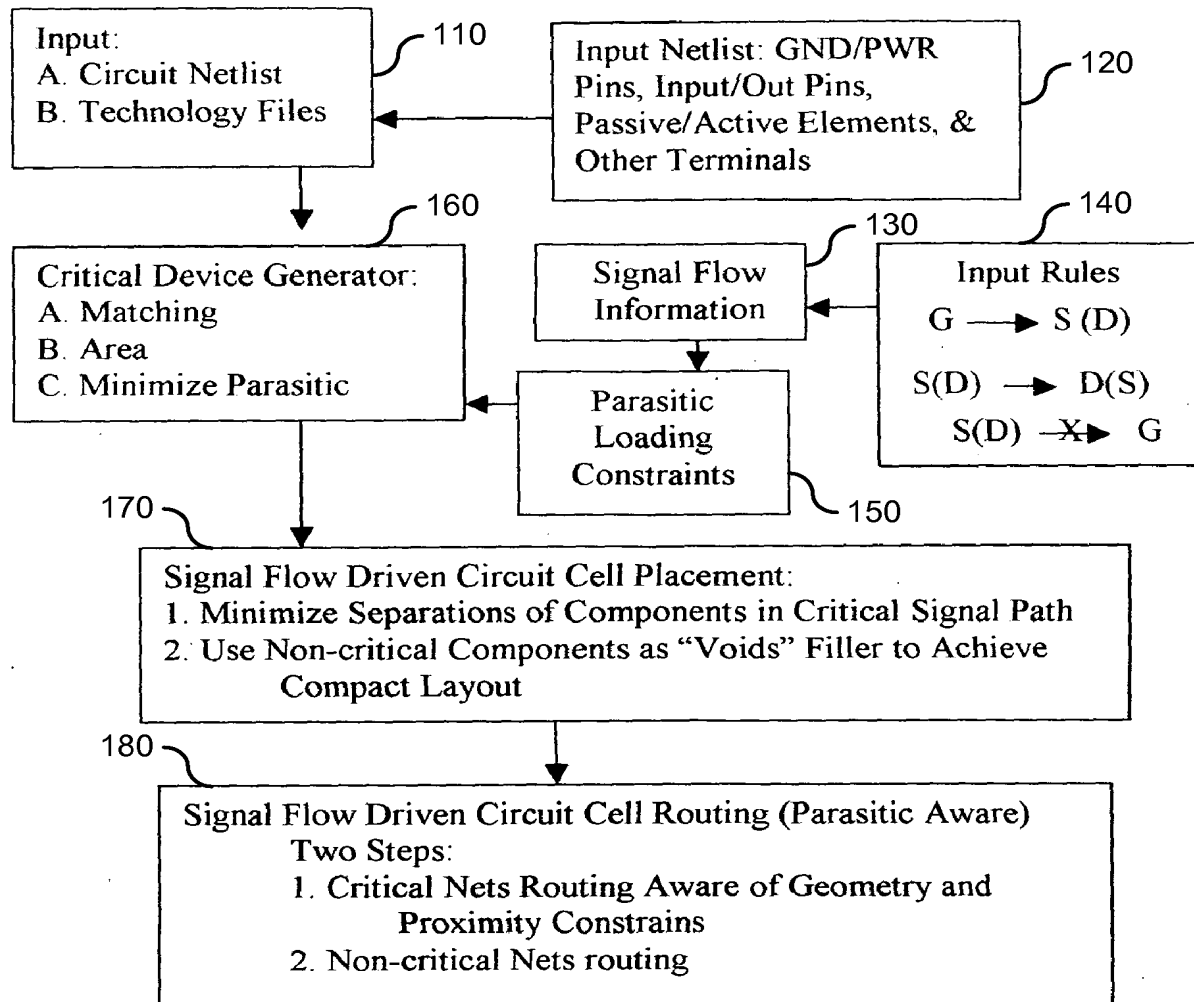 Input:
A. Circuit Netlist
B. Technology Files
110
Input Netlist: GND/PWR
Pins, Input/Out Pins,
Passive/Active Elements, &
Other Terminals
120
160
Critical Device Generator:
A. Matching
B. Area
C. Minimize Parasitic
130
Signal Flow
Information
140
Input Rules
G → S (D)
S(D) → D(S)
S(D) –X→ G
Parasitic
Loading
Constraints
150
170
Signal Flow Driven Circuit Cell Placement:
1. Minimize Separations of Components in Critical Signal Path
2. Use Non-critical Components as “Voids” Filler to Achieve
Compact Layout
180
Signal Flow Driven Circuit Cell Routing (Parasitic Aware)
Two Steps:
1. Critical Nets Routing Aware of Geometry and
Proximity Constrains
2. Non-critical Nets routing